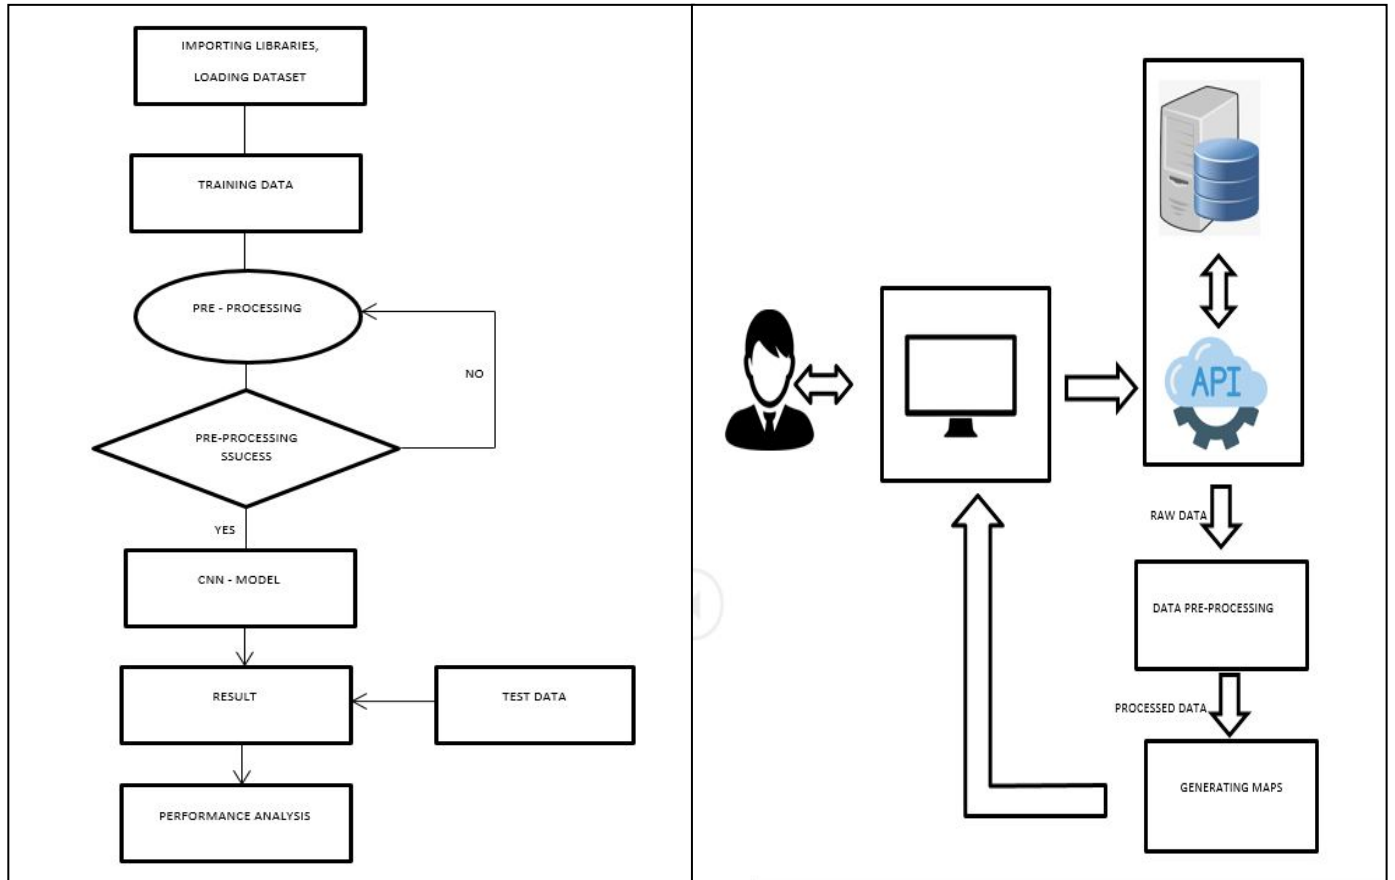 IMPORTING LIBRARIES,
LOADING DATASET
TRAINING DATA
PRE - PROCESSING
NO
PRE-PROCESSING
SSUCESS
YES
CNN - MODEL
RESULT
TEST DATA
PERFORMANCE ANALYSIS
API
RAW DATA
DATA PRE-PROCESSING
PROCESSED DATA
GENERATING MAPS